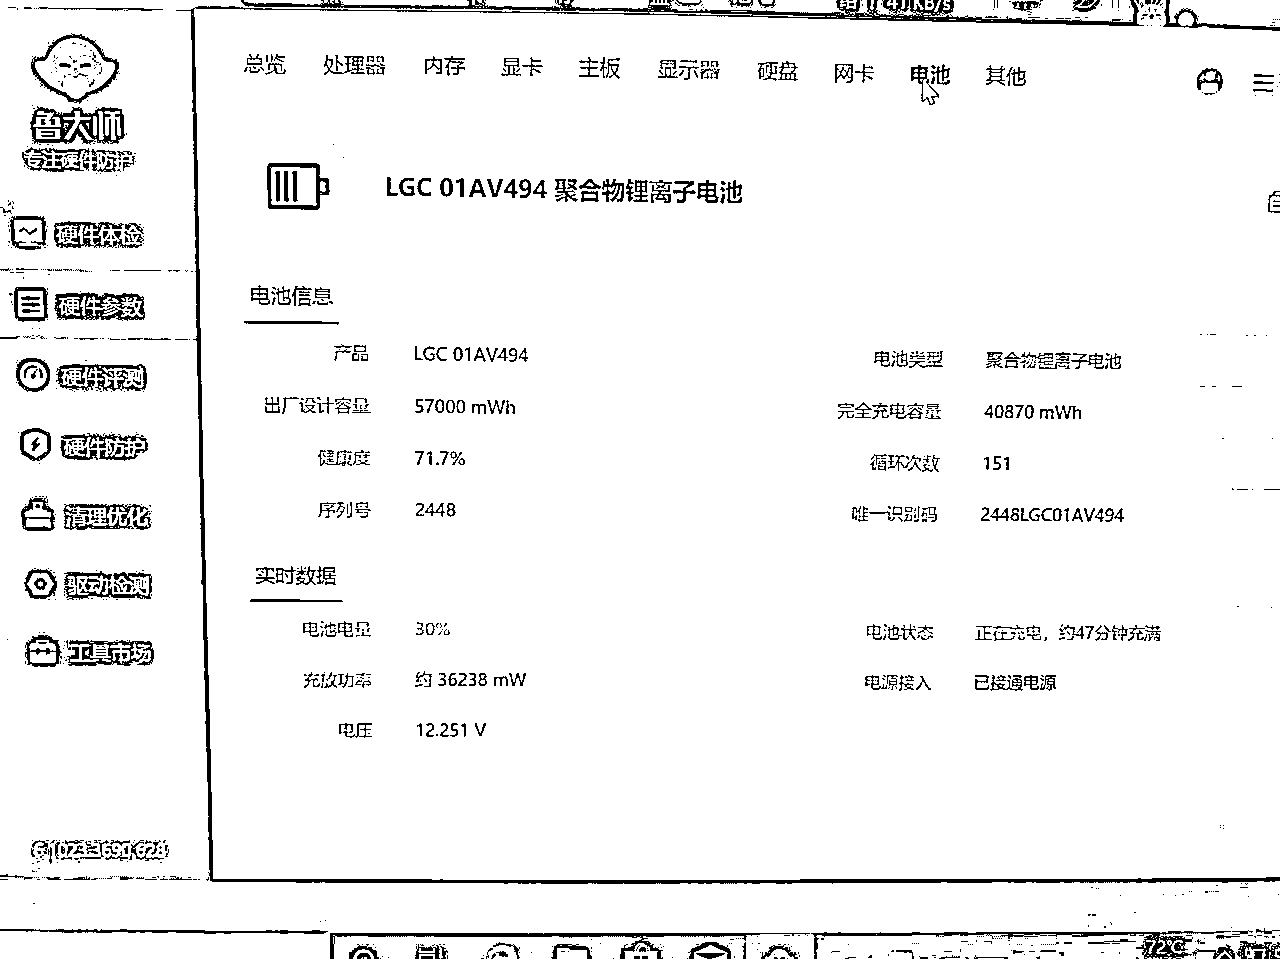 总览 处理器 内存 显卡 主板 显示器 硬盘 网卡 电池 其他
鲁大师
专注硬件防护
LGC 01AV494 聚合物锂离子电池
硬件体检
硬件参数
硬件评测
硬件防护
清理优化
驱动检测
工具市场
电池信息
产品 LGC 01AV494 电池类型 聚合物锂离子电池
出厂设计容量 57000 mWh 完全充电容量 40870 mWh
健康度 71.7% 循环次数 151
序列号 2448 唯一识别码 2448LGC01AV494
实时数据
电池电量 30% 电池状态 正在充电，约47分钟充满
充放功率 约 36238 mW 电源接入 已接通电源
电压 12.251 V
6.1023.3690.628
72℃